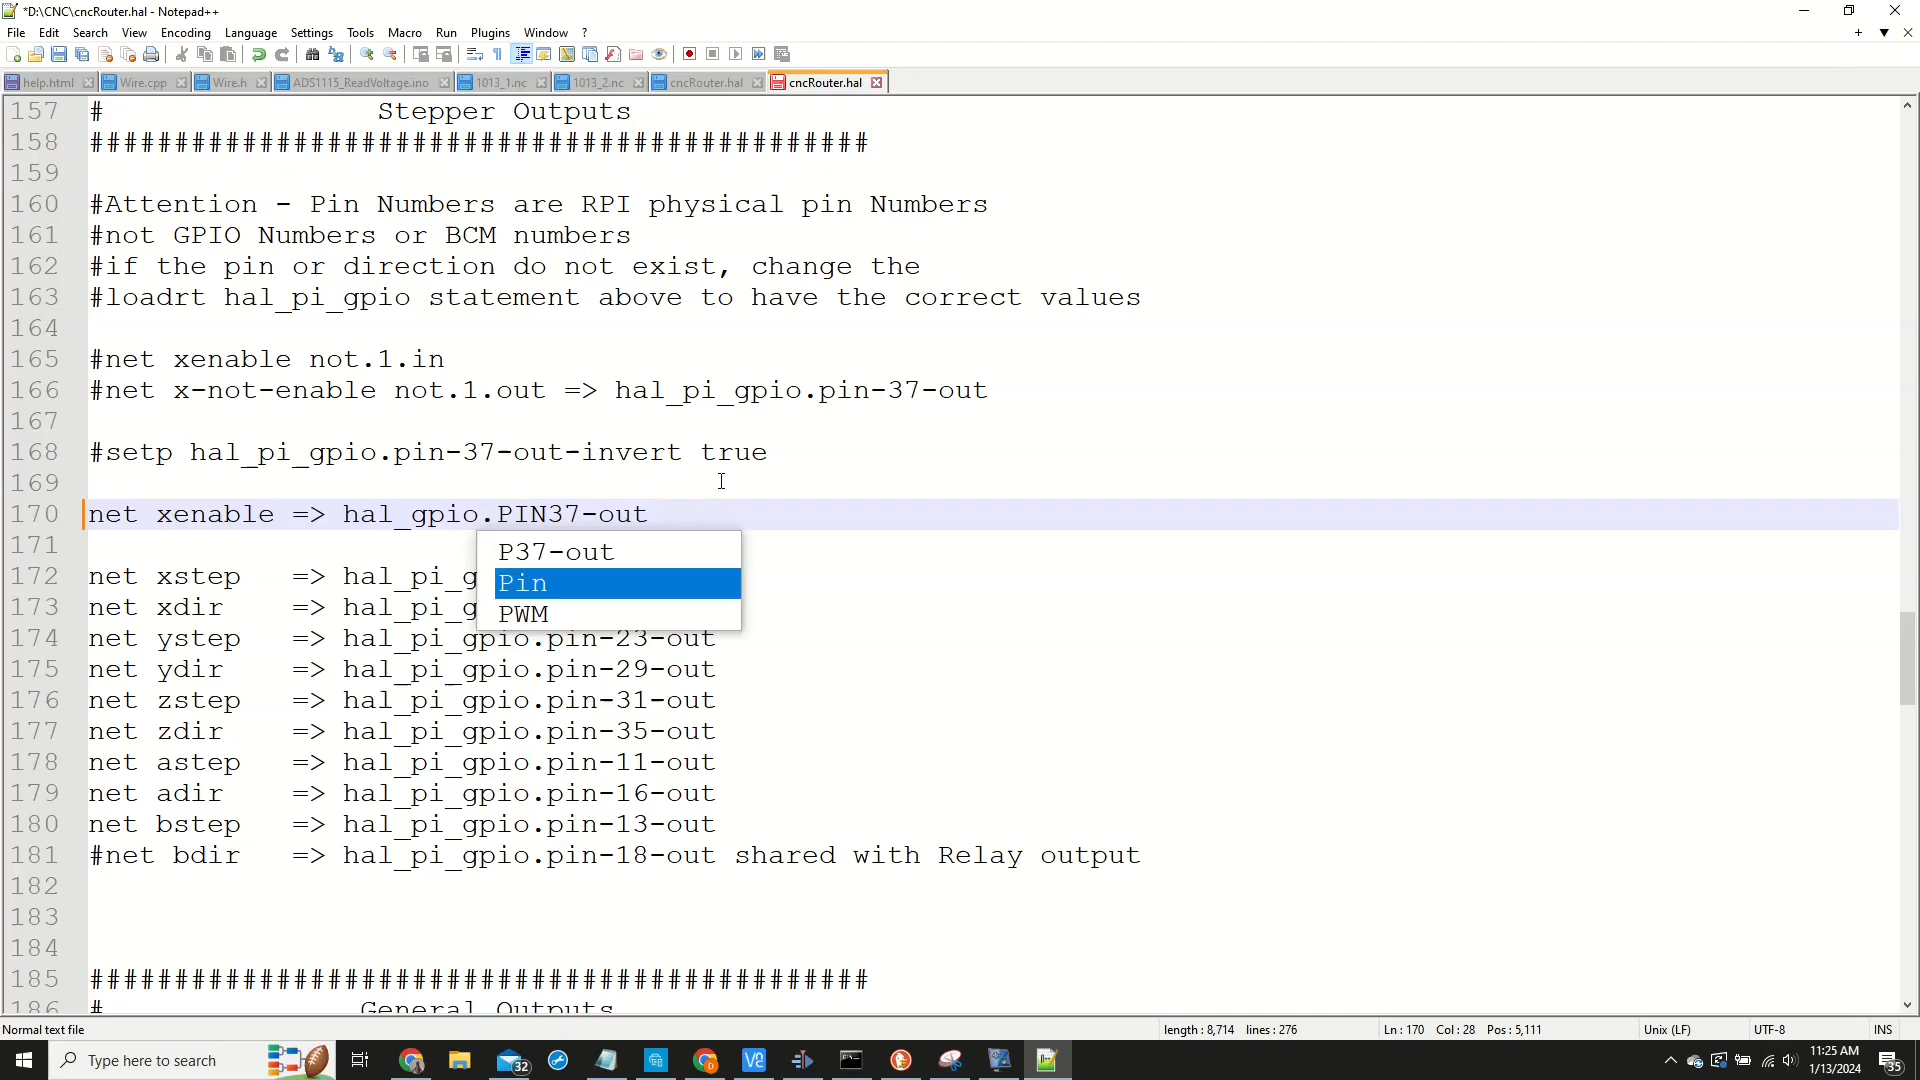 *D:\CNC\cncRouter.hal - Notepad++
File Edit Search View Encoding Language Settings Tools Macro Run Plugins Window ?
help.html Wire.cpp Wire.h ADS1115_ReadVoltage.ino 1013_1.nc 1013_2.nc cncRouter.hal cncRouter.hal
157 # Stepper Outputs
158 ##############################################
159
160 #Attention - Pin Numbers are RPI physical pin Numbers
161 #not GPIO Numbers or BCM numbers
162 #if the pin or direction do not exist, change the
163 #loadrt hal_pi_gpio statement above to have the correct values
164
165 #net xenable not.1.in
166 #net x-not-enable not.1.out => hal_pi_gpio.pin-37-out
167
168 #setp hal_pi_gpio.pin-37-out-invert true
169
170 net xenable => hal_gpio.PIN37-out
171
P37-out
Pin
PWM
172 net xstep => hal_pi_g
173 net xdir => hal_pi_g
174 net ystep => hal_pi_gpio.pin-23-out
175 net ydir => hal_pi_gpio.pin-29-out
176 net zstep => hal_pi_gpio.pin-31-out
177 net zdir => hal_pi_gpio.pin-35-out
178 net astep => hal_pi_gpio.pin-11-out
179 net adir => hal_pi_gpio.pin-16-out
180 net bstep => hal_pi_gpio.pin-13-out
181 #net bdir => hal_pi_gpio.pin-18-out shared with Relay output
182
183
184
185 ##############################################
186 # General Outputs
Normal text file length : 8,714 lines : 276 Ln : 170 Col : 28 Pos : 5,111 Unix (LF) UTF-8 INS
Type here to search 32 11:25 AM
1/13/2024 35